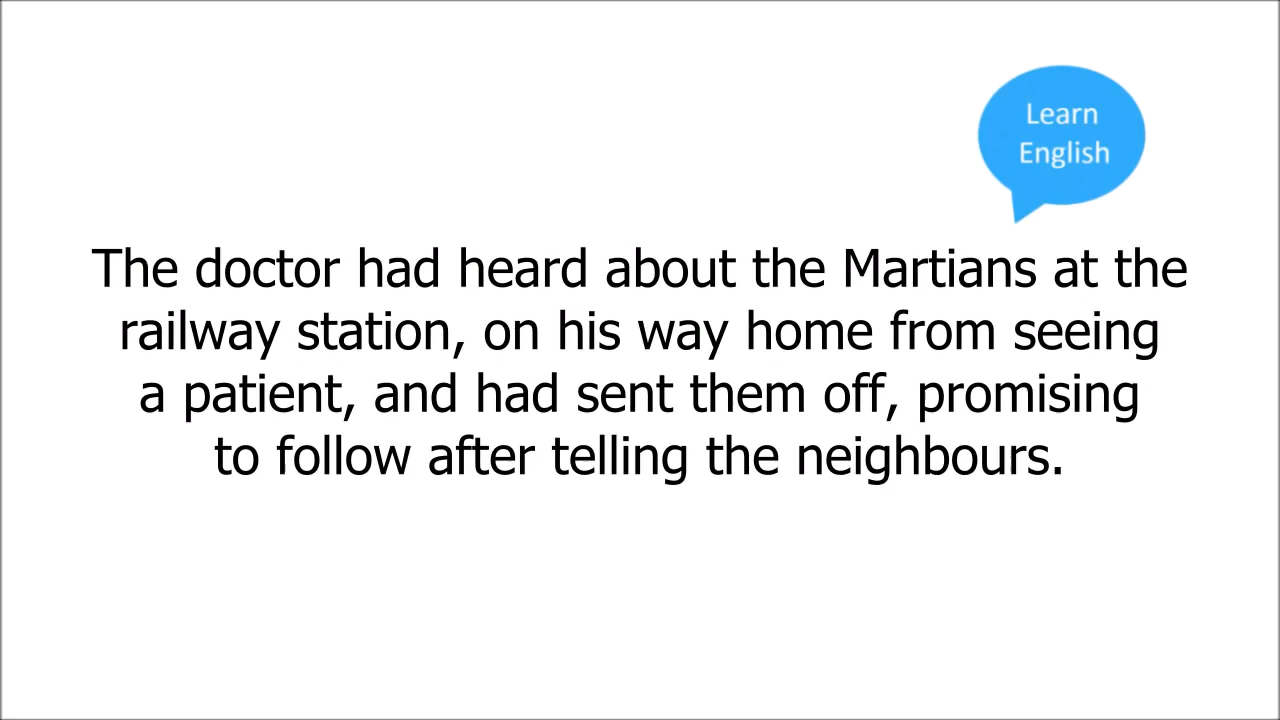 Learn
English
The doctor had heard about the Martians at the
railway station, on his way home from seeing
a patient, and had sent them off, promising
to follow after telling the neighbours.